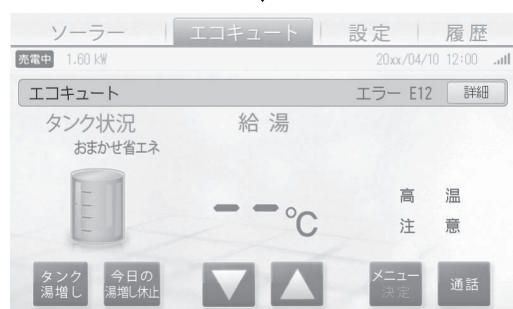 ソーラー エコキュート 設定 履歴
売電中 1.60 kW 20xx/04/10 12:00
エコキュート エラー E12 詳細
タンク状況 給湯
おまかせ省エネ
--℃
高温
注意
タンク
湯増し
今日の
湯増し休止
メニュー
決定
通話